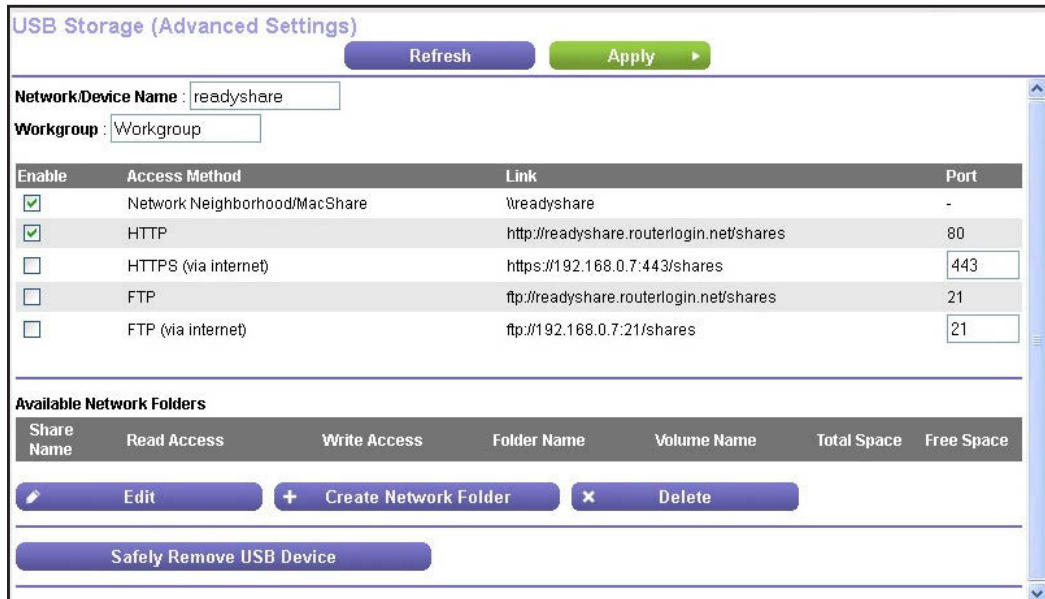 USB Storage (Advanced Settings)
Refresh Apply
Network/Device Name : readyshare
Workgroup : Workgroup
Enable Access Method Link Port
Network Neighborhood/MacShare \\readyshare -
HTTP http://readyshare.routerlogin.net/shares 80
HTTPS (via internet) https://192.168.0.7:443/shares 443
FTP ftp://readyshare.routerlogin.net/shares 21
FTP (via internet) ftp://192.168.0.7:21/shares 21
Available Network Folders
Share Name Read Access Write Access Folder Name Volume Name Total Space Free Space
Edit Create Network Folder Delete
Safely Remove USB Device